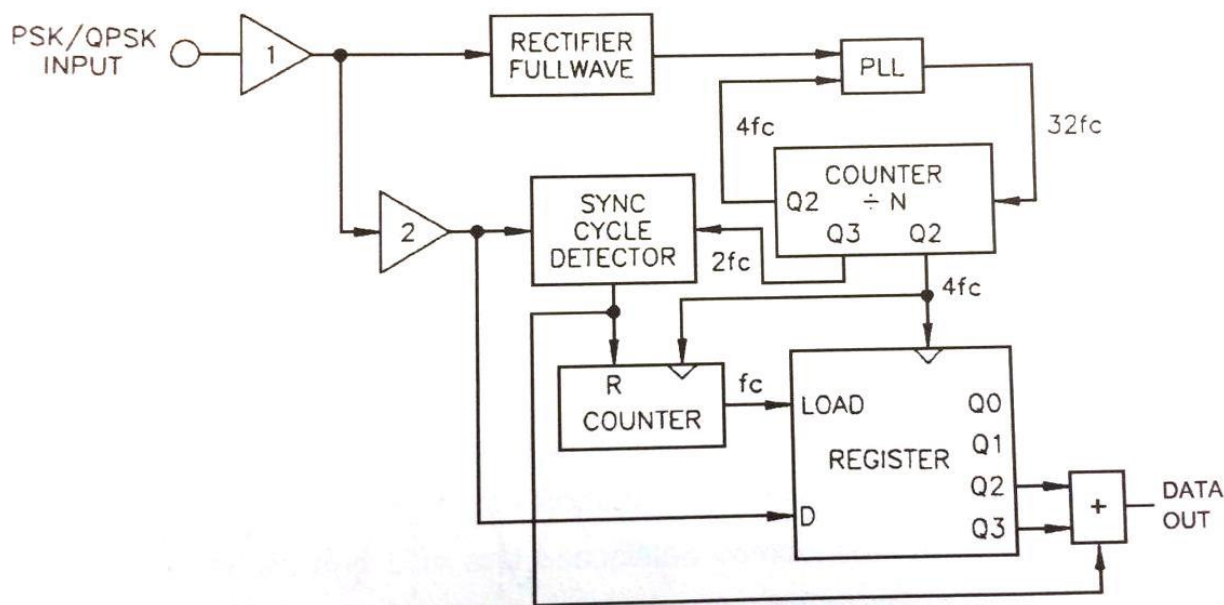 PSK/QPSK
INPUT
1
RECTIFIER
FULLWAVE
PLL
4fc
32fc
COUNTER
÷ N
Q2
Q3
Q2
2
SYNC
CYCLE
DETECTOR
2fc
4fc
R
COUNTER
fc
LOAD
Q0
Q1
REGISTER
Q2
D
Q3
+
DATA
OUT